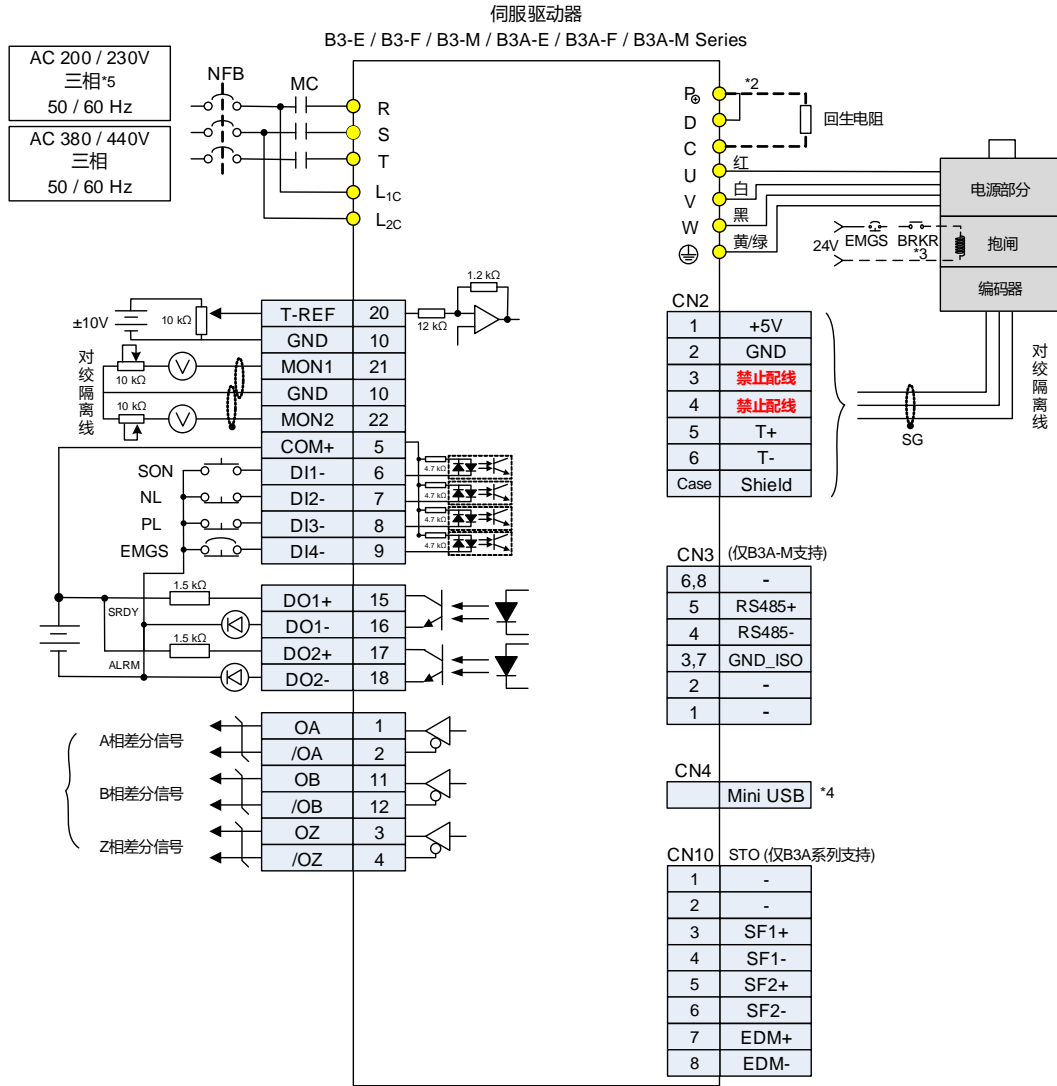 伺服驱动器
B3-E / B3-F / B3-M / B3A-E / B3A-F / B3A-M Series
AC 200 / 230V
三相*5
50 / 60 Hz
AC 380 / 440V
三相
50 / 60 Hz
NFB
MC
R
S
T
L1C
L2C
P⊕
D
C
U
V
W
*2
回生电阻
红
白
黑
黄/绿
24V
EMGS
BRKR
*3
电源部分
抱闸
编码器
±10V
10 kΩ
T-REF 20
GND 10
MON1 21
GND 10
MON2 22
COM+ 5
DI1- 6
DI2- 7
DI3- 8
DI4- 9
12 kΩ
1.2 kΩ
对绞隔离线
10 kΩ
V
10 kΩ
V
SON
NL
PL
EMGS
4.7 kΩ
4.7 kΩ
4.7 kΩ
4.7 kΩ
1.5 kΩ
SRDY
1.5 kΩ
ALRM
DO1+ 15
DO1- 16
DO2+ 17
DO2- 18
A相差分信号
B相差分信号
Z相差分信号
OA 1
/OA 2
OB 11
/OB 12
OZ 3
/OZ 4
CN2
1 +5V
2 GND
3 禁止配线
4 禁止配线
5 T+
6 T-
Case Shield
SG
对绞隔离线
CN3 (仅B3A-M支持)
6,8 -
5 RS485+
4 RS485-
3,7 GND_ISO
2 -
1 -
CN4
Mini USB *4
CN10 STO (仅B3A系列支持)
1 -
2 -
3 SF1+
4 SF1-
5 SF2+
6 SF2-
7 EDM+
8 EDM-